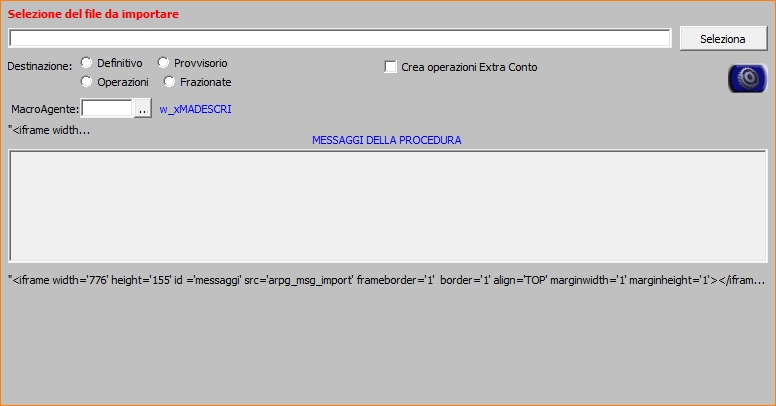 Selezione del file da importare
Seleziona
Destinazione: Definitivo Provvisorio
Operazioni Frazionate
Crea operazioni Extra Conto
MacroAgente: .. w_xMADESCRI
"<iframe width...
MESSAGGI DELLA PROCEDURA
"<iframe width='776' height='155' id ='messaggi' src='arpg_msg_import' frameborder='1' border='1' align='TOP' marginwidth='1' marginheight='1'></ifram...